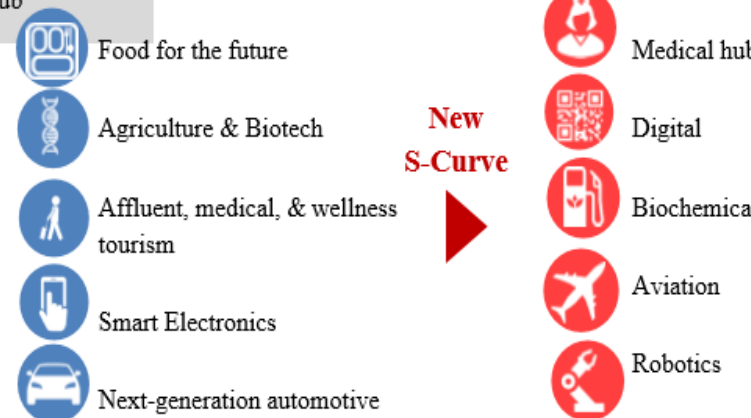 Food for the future
Agriculture & Biotech
Affluent, medical, & wellness
tourism
Smart Electronics
Next-generation automotive
New
S-Curve
Medical hub
Digital
Aviation
Robotics